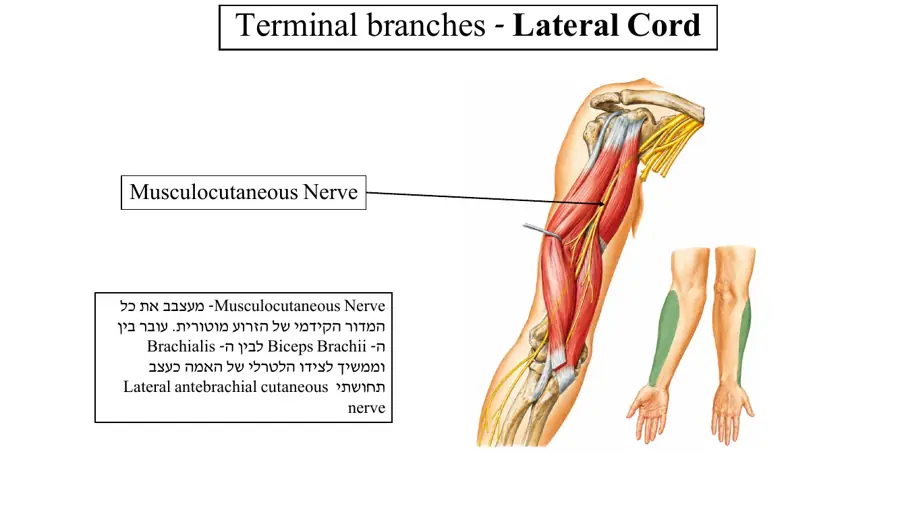 Terminal branches - Lateral Cord
Musculocutaneous Nerve
Musculocutaneous Nerve- מעצבב את כל
המדור הקידמי של הזרוע מוטורית. עובר בין
ה- Biceps Brachii לבין ה- Brachialis
וממשיך לצידו הלטרלי של האמה כעצב
תחושתי Lateral antebrachial cutaneous
nerve